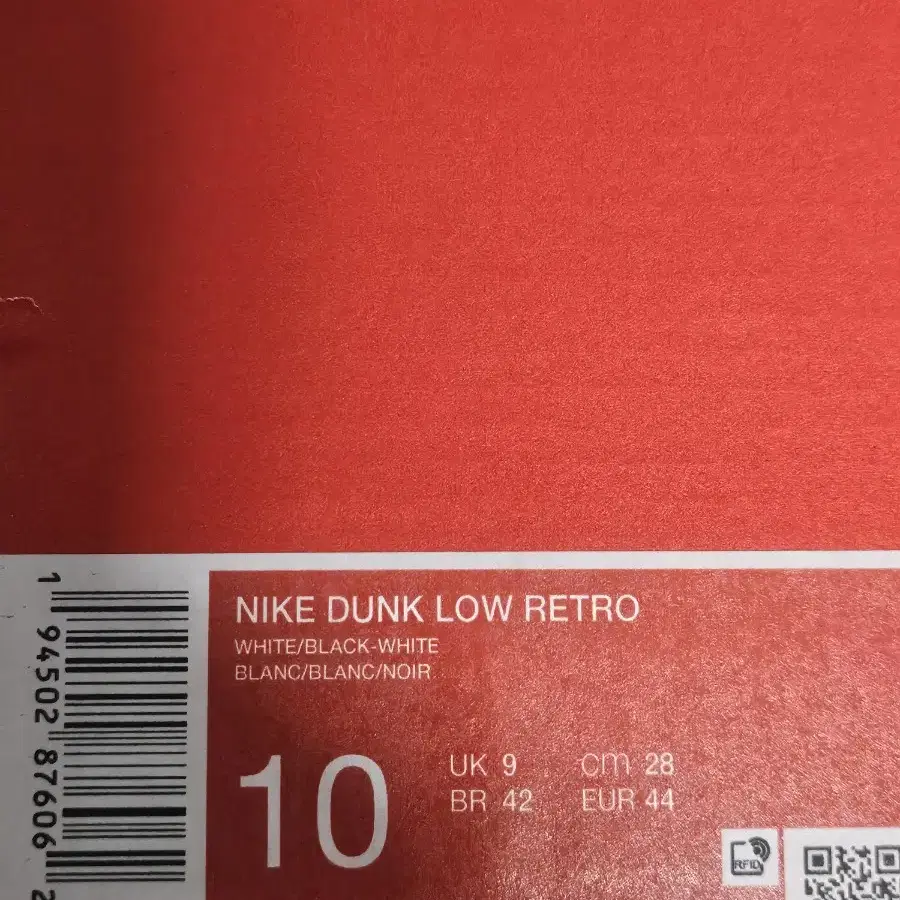 NIKE DUNK LOW RETRO
WHITE/BLACK-WHITE
BLANC/BLANC/NOIR
10
UK 9 cm 28
BR 42 EUR 44
RFID
1 94502 87606 2